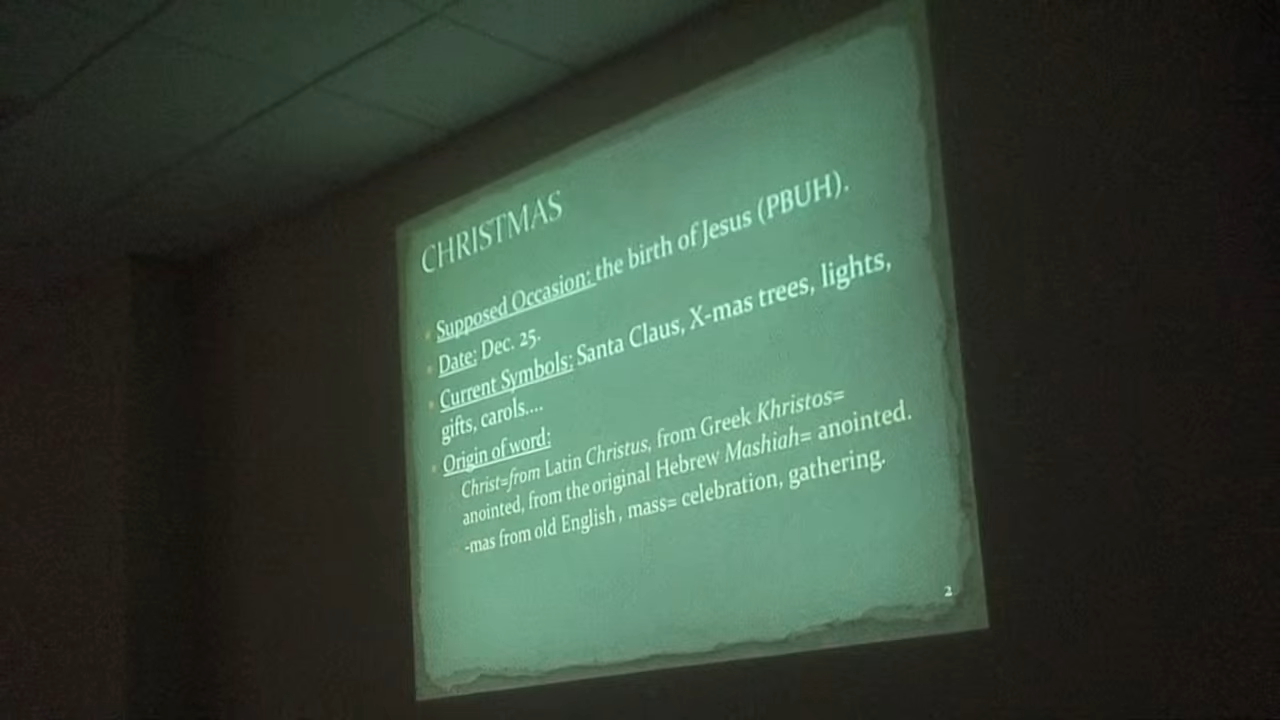 CHRISTMAS
Supposed Occasion: the birth of Jesus (PBUH).
Date: Dec. 25.
Current Symbols: Santa Claus, X-mas trees, lights,
gifts, carols....
Origin of word:
Christ=from Latin Christus, from Greek Khristos=
anointed, from the original Hebrew Mashiah= anointed.
-mas from old English, mass= celebration, gathering.
2